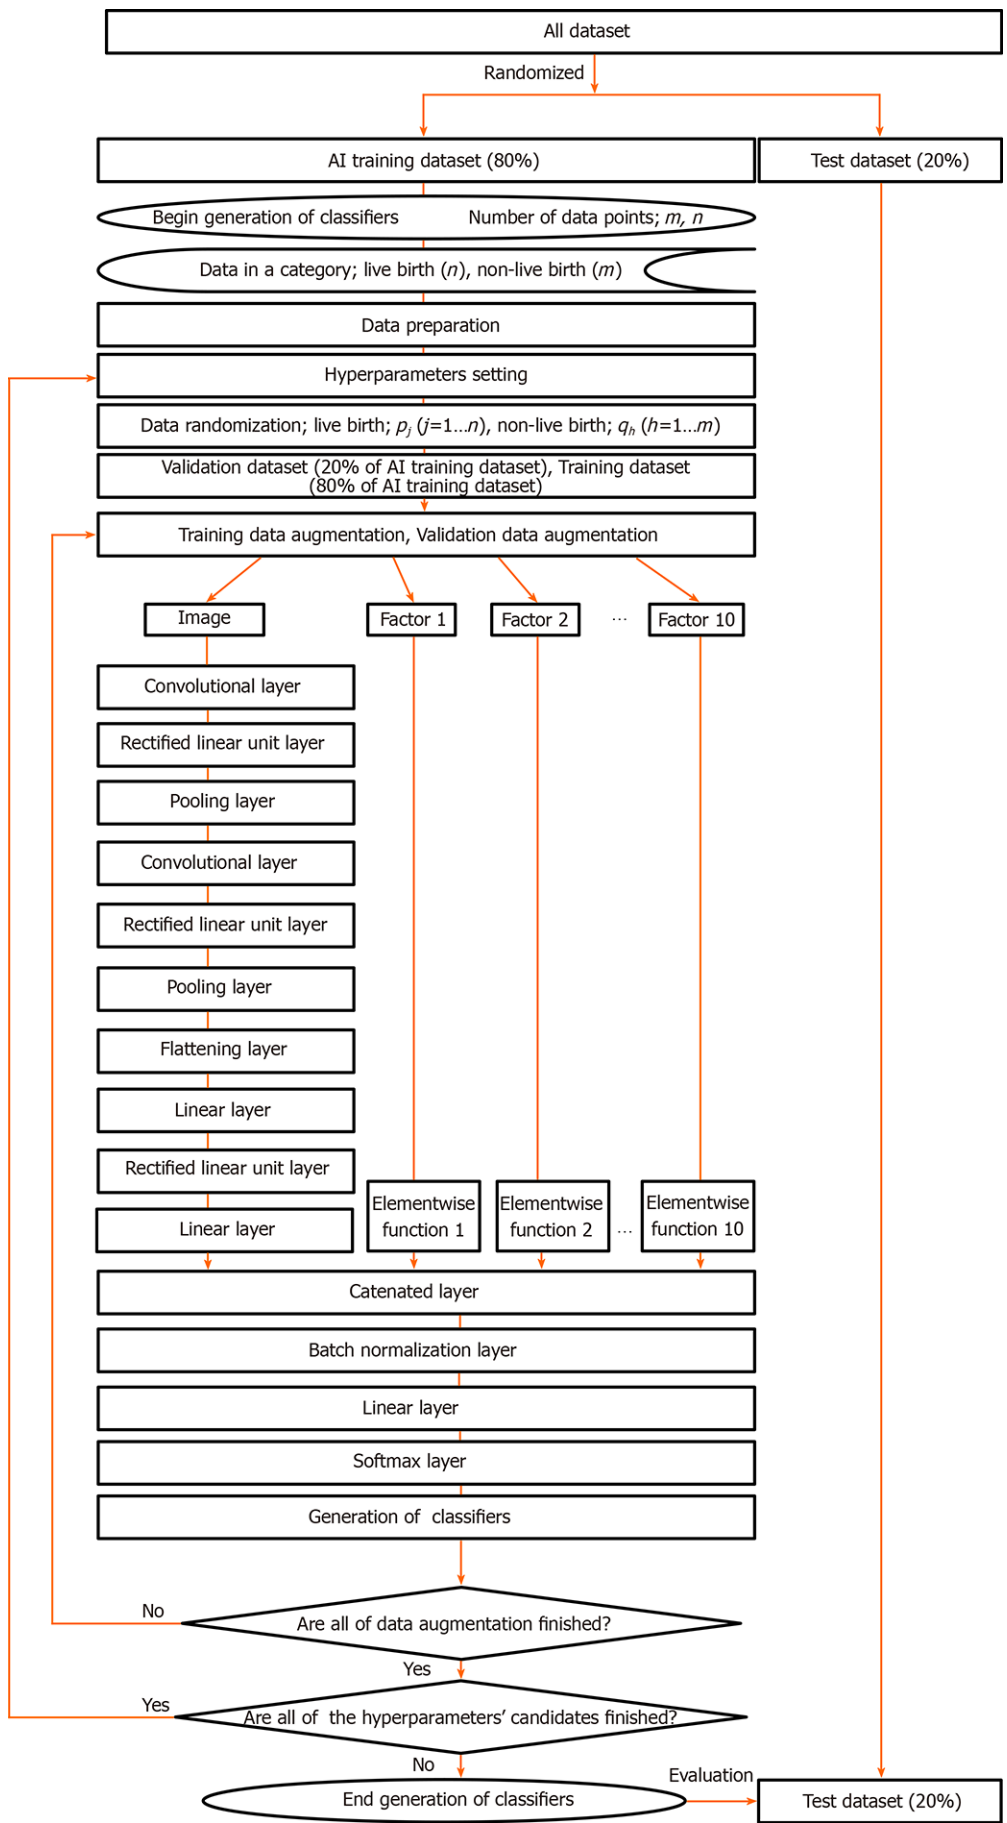 All dataset
Randomized
AI training dataset (80%)
Test dataset (20%)
Begin generation of classifiers
Number of data points; m, n
Data in a category; live birth (n), non-live birth (m)
Data preparation
Hyperparameters setting
Data randomization; live birth; pj (j=1...n), non-live birth; qh (h=1...m)
Validation dataset (20% of AI training dataset), Training dataset
(80% of AI training dataset)
Training data augmentation, Validation data augmentation
Image
Factor 1
Factor 2
...
Factor 10
Convolutional layer
Rectified linear unit layer
Pooling layer
Convolutional layer
Rectified linear unit layer
Pooling layer
Flattening layer
Linear layer
Rectified linear unit layer
Linear layer
Elementwise
function 1
Elementwise
function 2
...
Elementwise
function 10
Catenated layer
Batch normalization layer
Linear layer
Softmax layer
Generation of classifiers
No
Are all of data augmentation finished?
Yes
Yes
Are all of the hyperparameters’ candidates finished?
No
Evaluation
End generation of classifiers
Test dataset (20%)